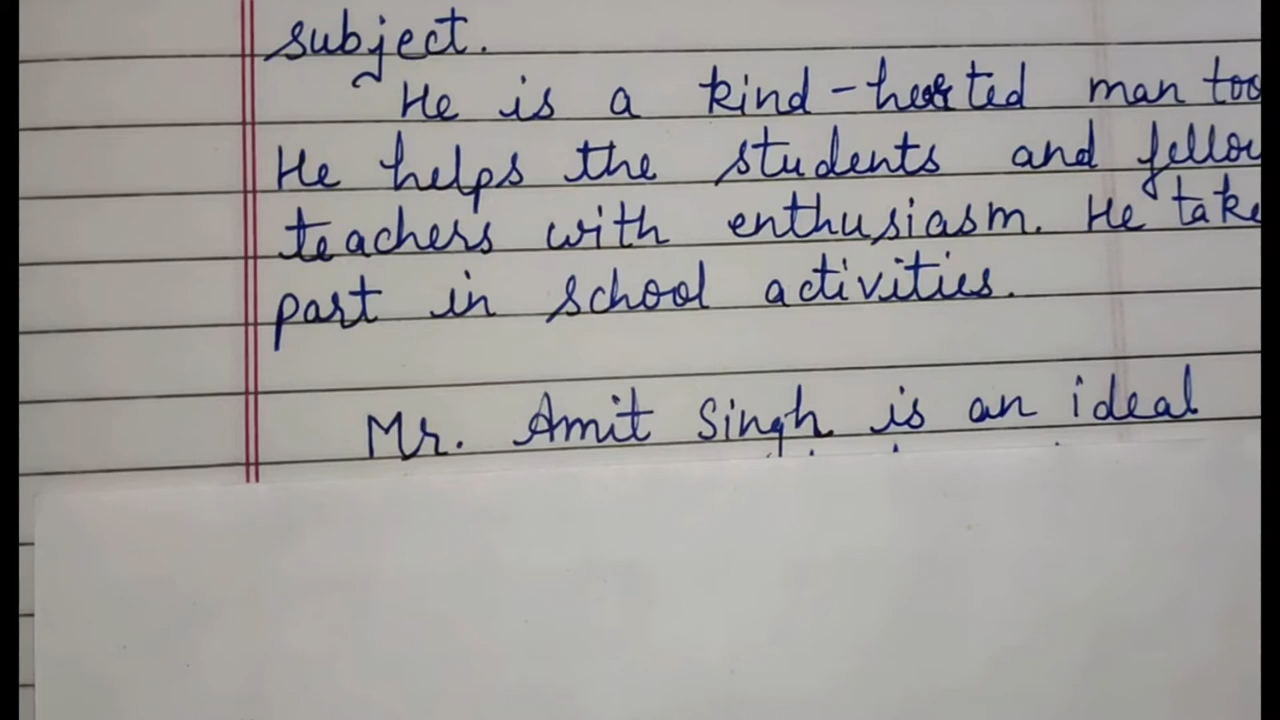 subject.
He is a kind-hearted man too
He helps the students and fellow
teachers with enthusiasm. He take
part in school activities.
Mr. Amit Singh is an ideal